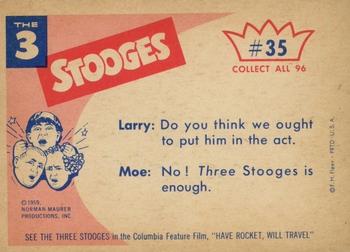 THE
3
STOOGES
#35
COLLECT ALL 96
Larry: Do you think we ought
to put him in the act.
Moe: No! Three Stooges is
enough.
© 1959,
NORMAN MAURER
PRODUCTIONS, INC
© F. H. Fleer - PRTD - U. S. A.
SEE THE THREE STOOGES in the Columbia Feature Film, "HAVE ROCKET, WILL TRAVEL"